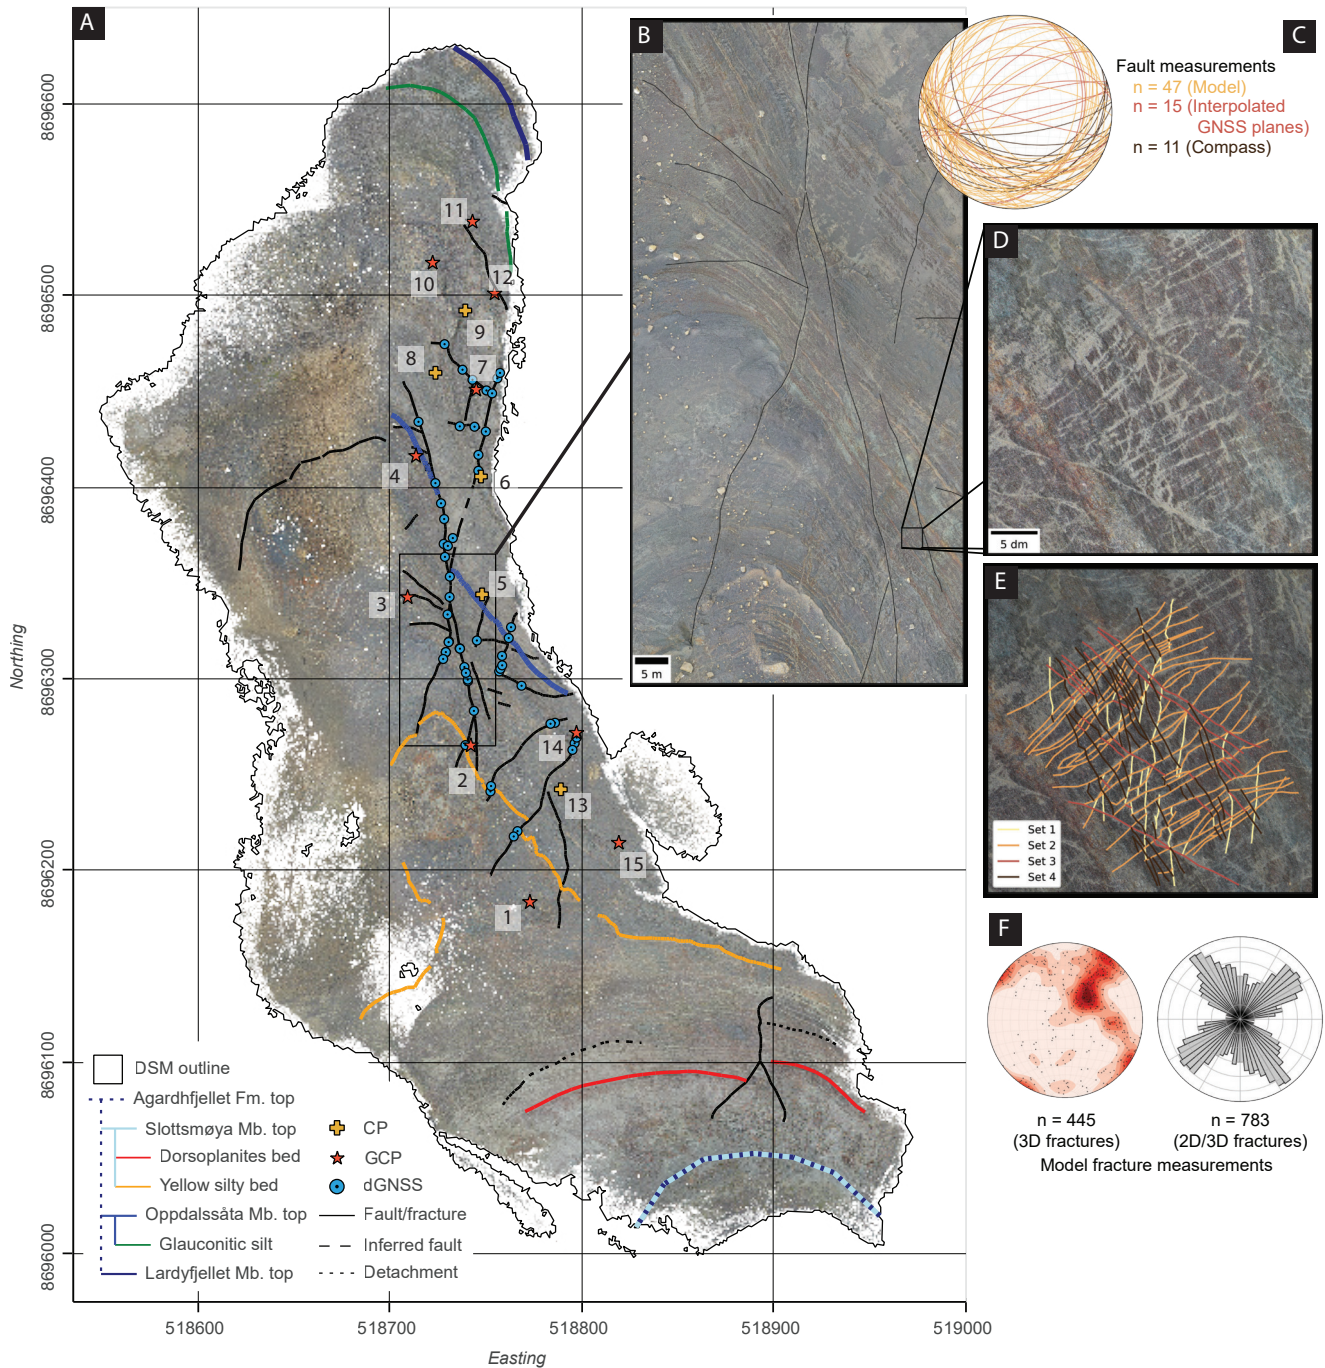 A
8696600
8696500
8696400
8696300
8696200
8696100
8696000
Northing
518600
518700
518800
518900
519000
Easting
11
10
12
9
8
7
4
6
5
3
14
2
13
15
1
DSM outline
Agardhfjellet Fm. top
Slottsmøya Mb. top
Dorsoplanites bed
Yellow silty bed
Oppdalssåta Mb. top
Glauconitic silt
Lardyfjellet Mb. top
CP
GCP
dGNSS
Fault/fracture
Inferred fault
Detachment
B
5 m
C
Fault measurements
n = 47 (Model)
n = 15 (Interpolated
GNSS planes)
n = 11 (Compass)
D
5 dm
E
Set 1
Set 2
Set 3
Set 4
F
n = 445
(3D fractures)
n = 783
(2D/3D fractures)
Model fracture measurements